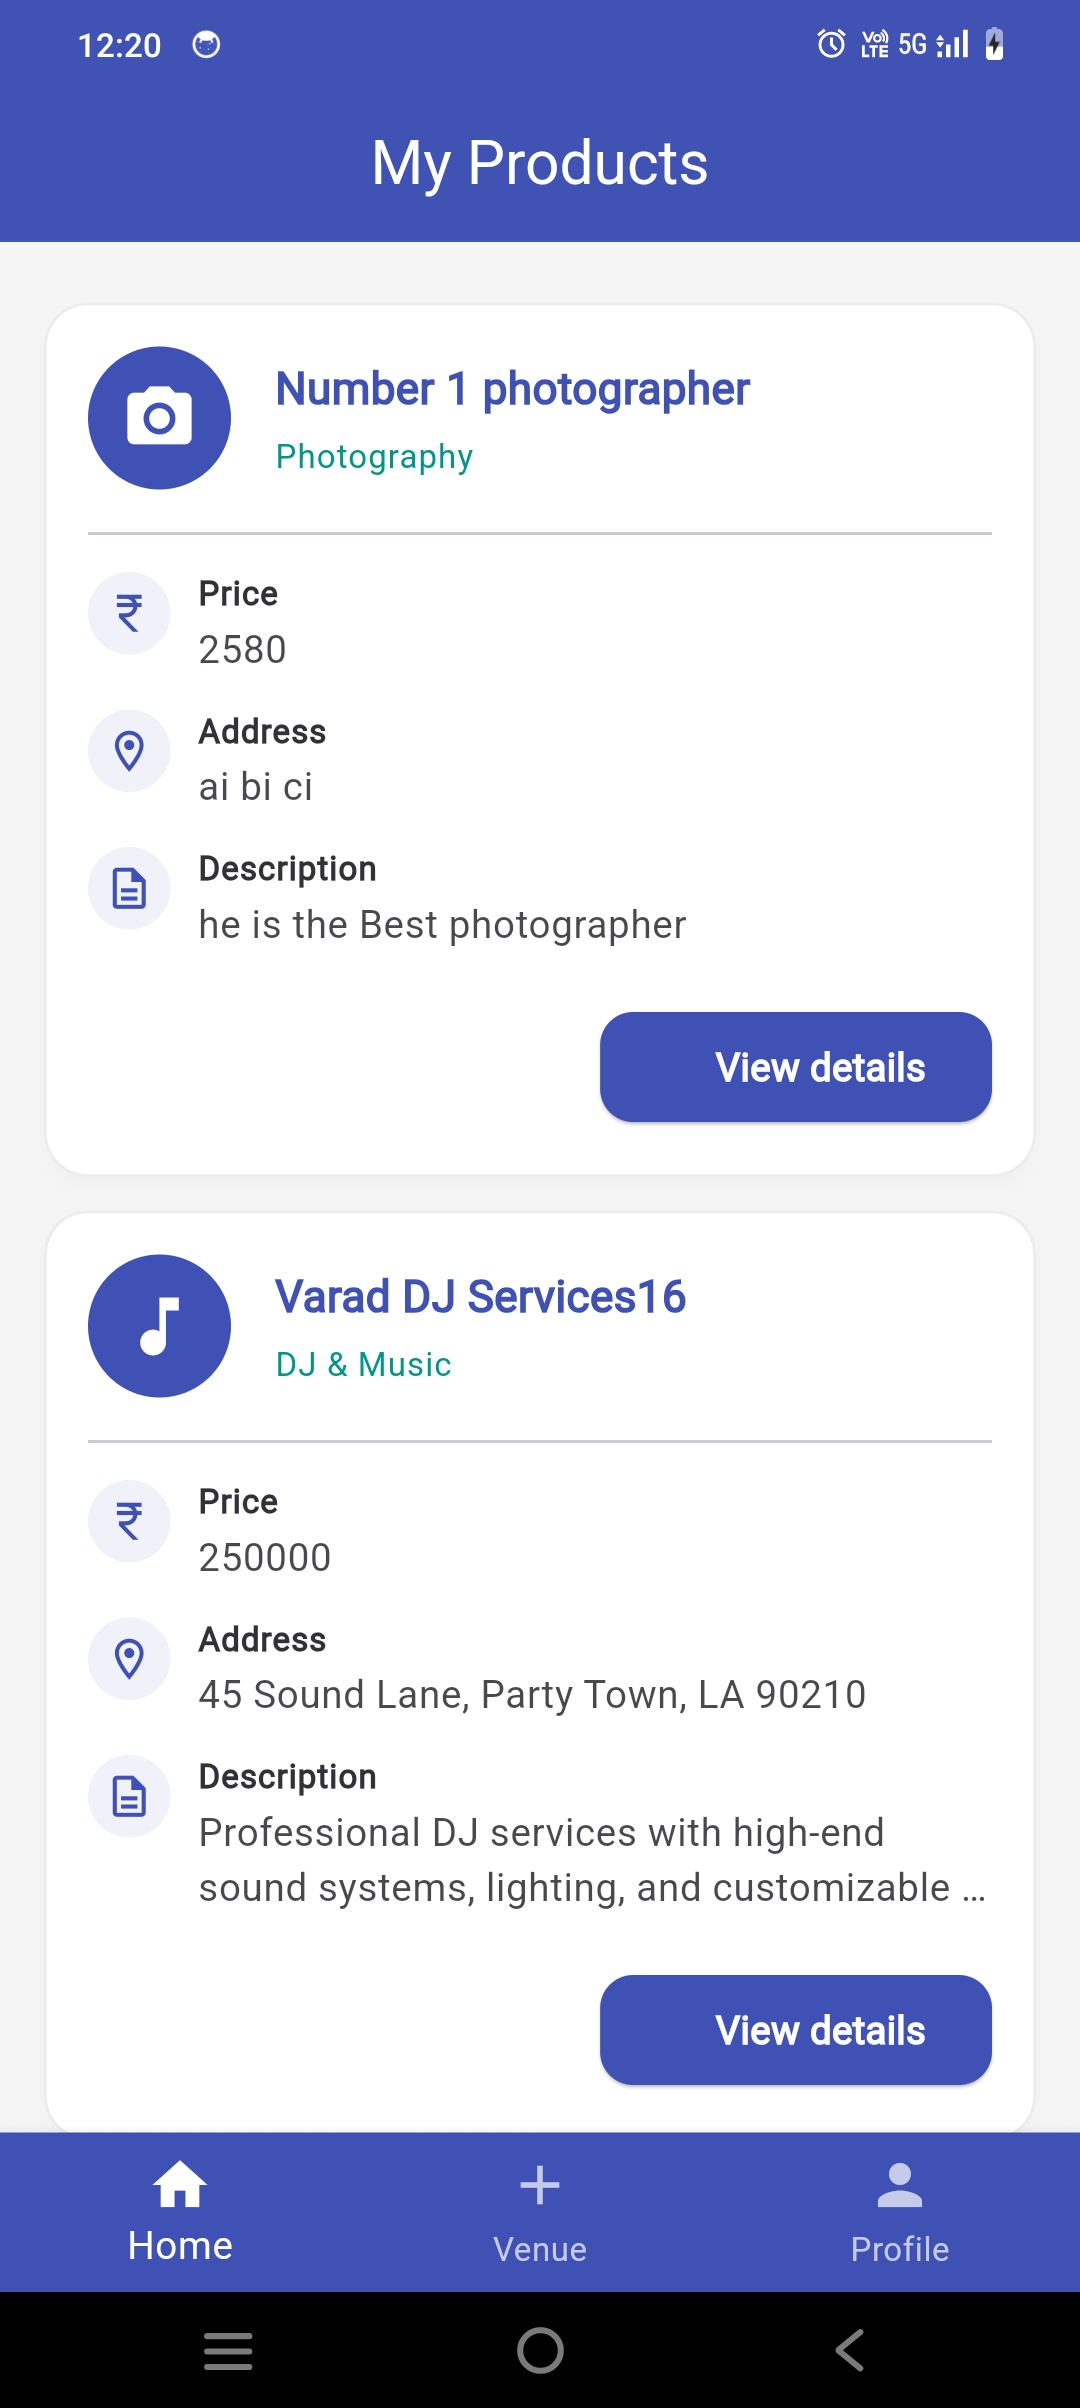 12:20
Vo LTE 5G
My Products
Number 1 photographer
Photography
₹
Price
2580
Address
ai bi ci
Description
he is the Best photographer
View details
Varad DJ Services16
DJ & Music
₹
Price
250000
Address
45 Sound Lane, Party Town, LA 90210
Description
Professional DJ services with high-end
sound systems, lighting, and customizable ...
View details
Home
Venue
Profile